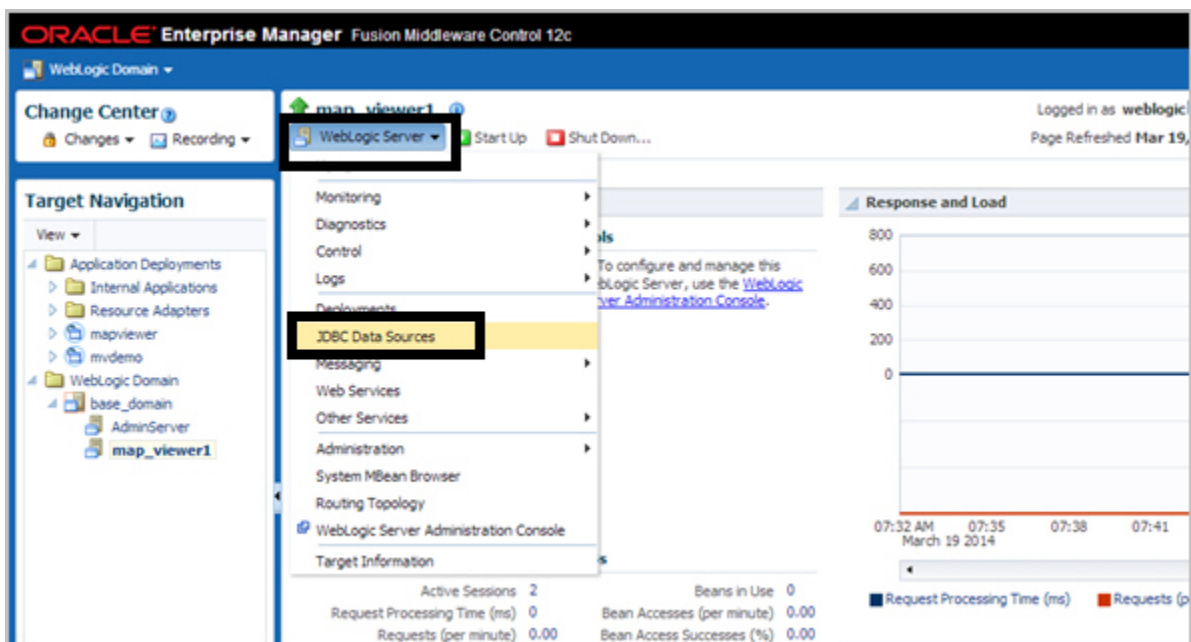 ORACLE Enterprise Manager Fusion Middleware Control 12c
WebLogic Domain
Change Center
Changes Recording
map_viewer1
Logged in as weblogic
WebLogic Server Start Up Shut Down...
Page Refreshed Mar 19,
Target Navigation
View
Application Deployments
Internal Applications
Resource Adapters
mapviewer
mvdemo
WebLogic Domain
base_domain
AdminServer
map_viewer1
Monitoring
Diagnostics
Control
Logs
Deployments
JDBC Data Sources
Messaging
Web Services
Other Services
Administration
System MBean Browser
Routing Topology
WebLogic Server Administration Console
Target Information
To configure and manage this
Server, use the WebLogic
Administration Console.
Active Sessions 2
Request Processing Time (ms) 0
Requests (per minute) 0.00
Beans in Use 0
Bean Accesses (per minute) 0.00
Bean Access Successes (%) 0.00
Response and Load
800
600
400
200
0
07:32 AM 07:35 07:38 07:41
March 19 2014
Request Processing Time (ms) Requests (p